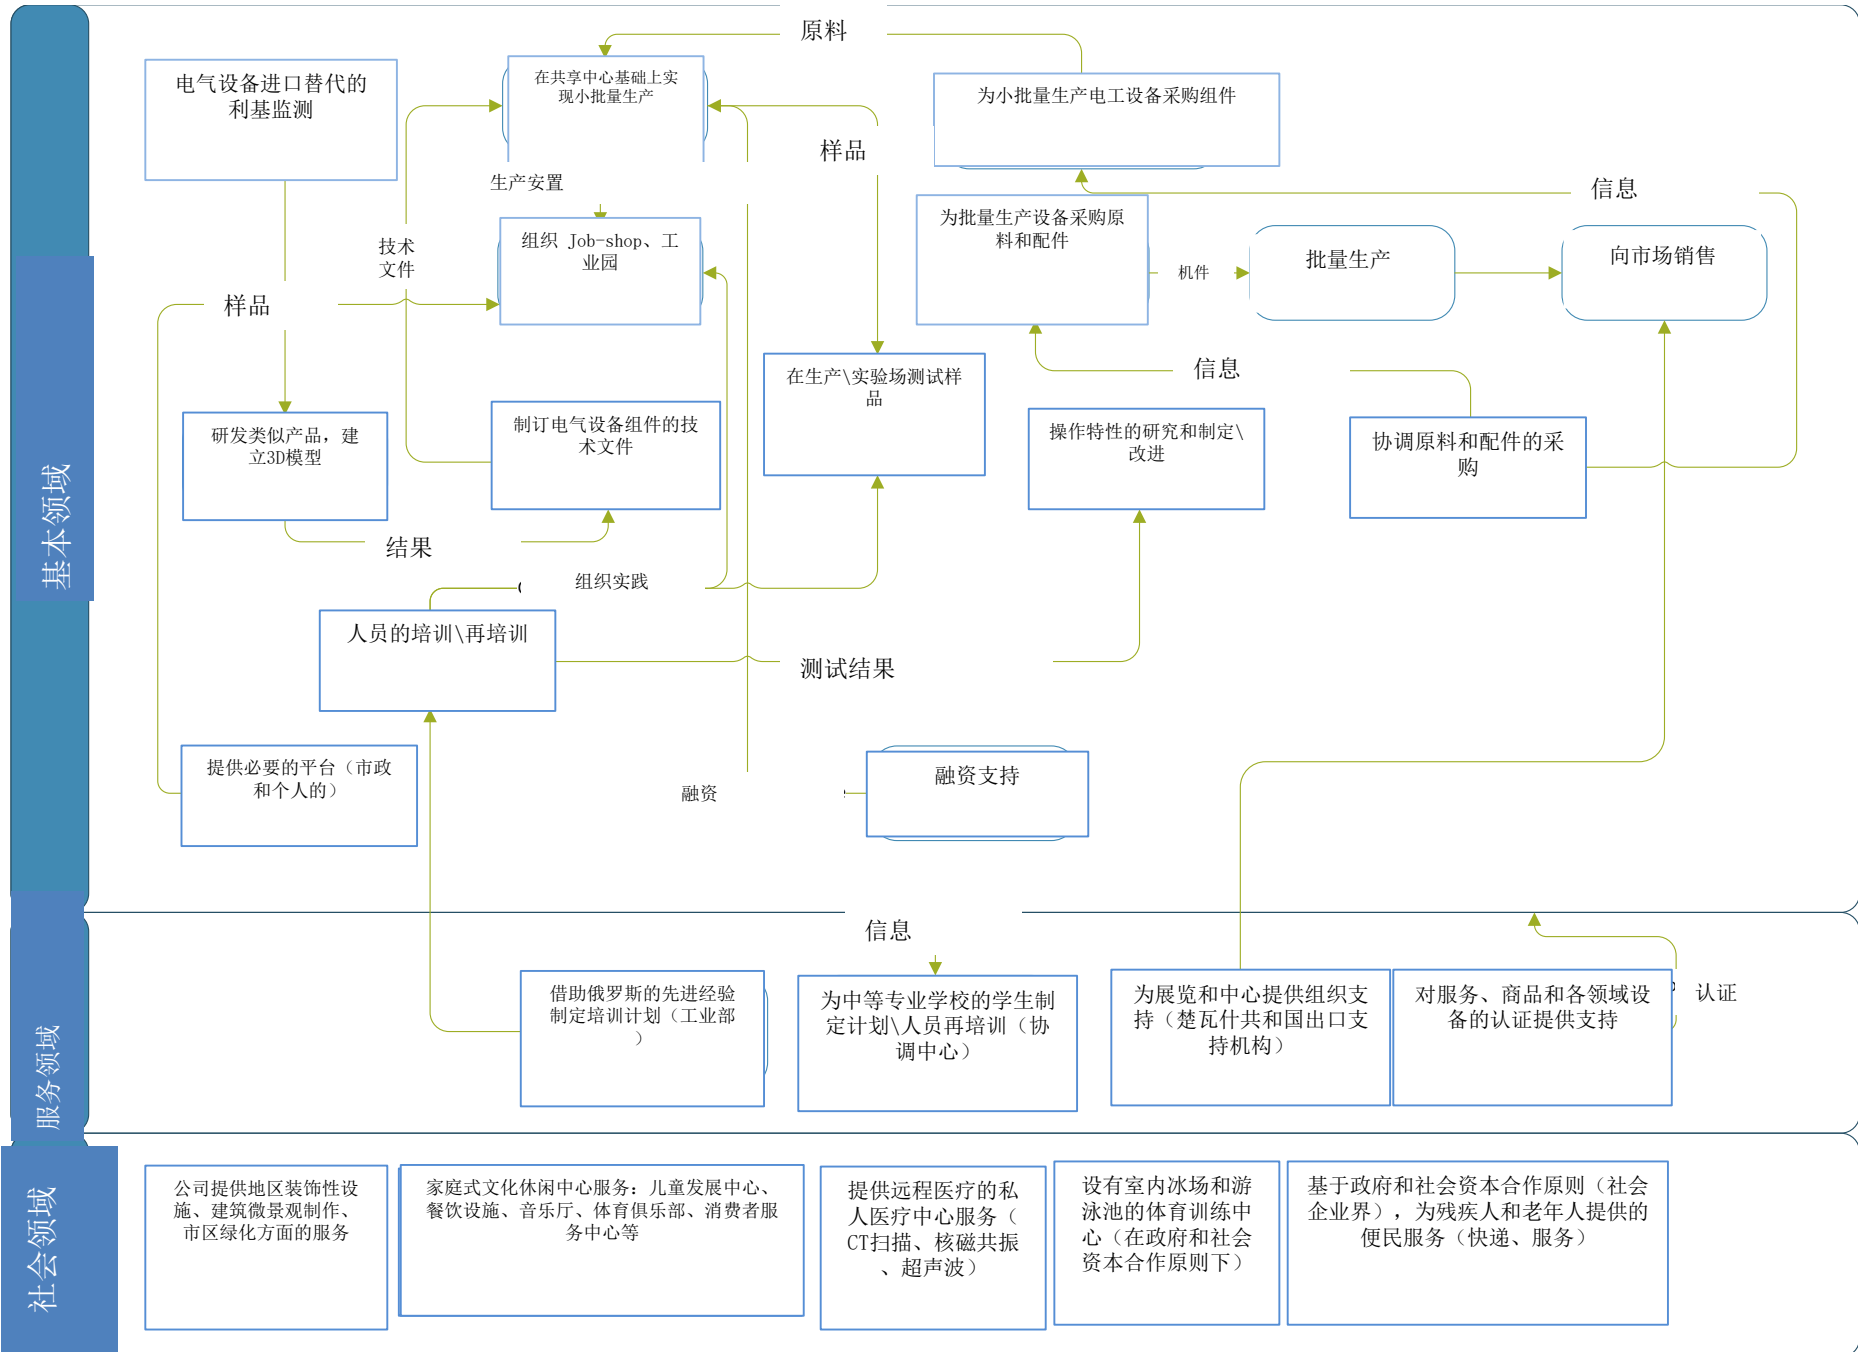 原料
电气设备进口替代的
利基监测
在共享中心基础上实
现小批量生产
为小批量生产电工设备采购组件
样品
生产安置
信息
为批量生产设备采购原
料和配件
技术
文件
组织 Job-shop、工
业园
机件
批量生产
向市场销售
样品
信息
在生产\实验场测试样
品
研发类似产品，建
立3D模型
制订电气设备组件的技
术文件
操作特性的研究和制定\
改进
协调原料和配件的采
购
基本领域
结果
组织实践
人员的培训\再培训
测试结果
提供必要的平台（市政
和个人的）
融资
融资支持
信息
服务领域
借助俄罗斯的先进经验
制定培训计划（工业部
）
为中等专业学校的学生制
定计划\人员再培训（协
调中心）
为展览和中心提供组织支
持（楚瓦什共和国出口支
持机构）
对服务、商品和各领域设
备的认证提供支持
认证
社会领域
公司提供地区装饰性设
施、建筑微景观制作、
市区绿化方面的服务
家庭式文化休闲中心服务：儿童发展中心、
餐饮设施、音乐厅、体育俱乐部、消费者服
务中心等
提供远程医疗的私
人医疗中心服务（
CT扫描、核磁共振
、超声波）
设有室内冰场和游
泳池的体育训练中
心（在政府和社会
资本合作原则下）
基于政府和社会资本合作原则（社会
企业界），为残疾人和老年人提供的
便民服务（快递、服务）